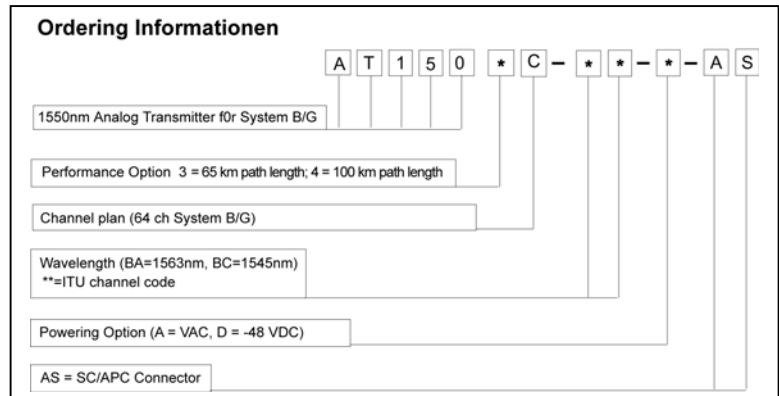 Ordering Informationen
A T 1 5 0 * C – * * – * – A S
1550nm Analog Transmitter f0r System B/G
Performance Option 3 = 65 km path length; 4 = 100 km path length
Channel plan (64 ch System B/G)
Wavelength (BA=1563nm, BC=1545nm)
**=ITU channel code
Powering Option (A = VAC, D = -48 VDC)
AS = SC/APC Connector